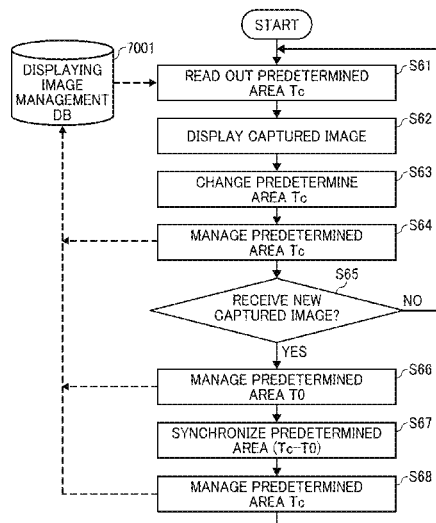 START
7001
DISPLAYING
IMAGE
MANAGEMENT
DB
S61
READ OUT PREDETERMINED
AREA Tc
S62
DISPLAY CAPTURED IMAGE
S63
CHANGE PREDETERMINE
AREA Tc
S64
MANAGE PREDETERMINED
AREA Tc
S65
RECEIVE NEW
CAPTURED IMAGE?
NO
YES
S66
MANAGE PREDETERMINED
AREA T0
S67
SYNCHRONIZE PREDETERMINED
AREA (Tc-T0)
S68
MANAGE PREDETERMINED
AREA Tc